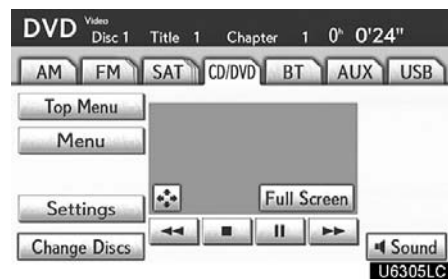 DVD Video Disc 1 Title 1 Chapter 1 0h 0'24"
AM FM SAT CD/DVD BT AUX USB
Top Menu
Menu
Settings
Full Screen
Change Discs
Sound
U6305LC